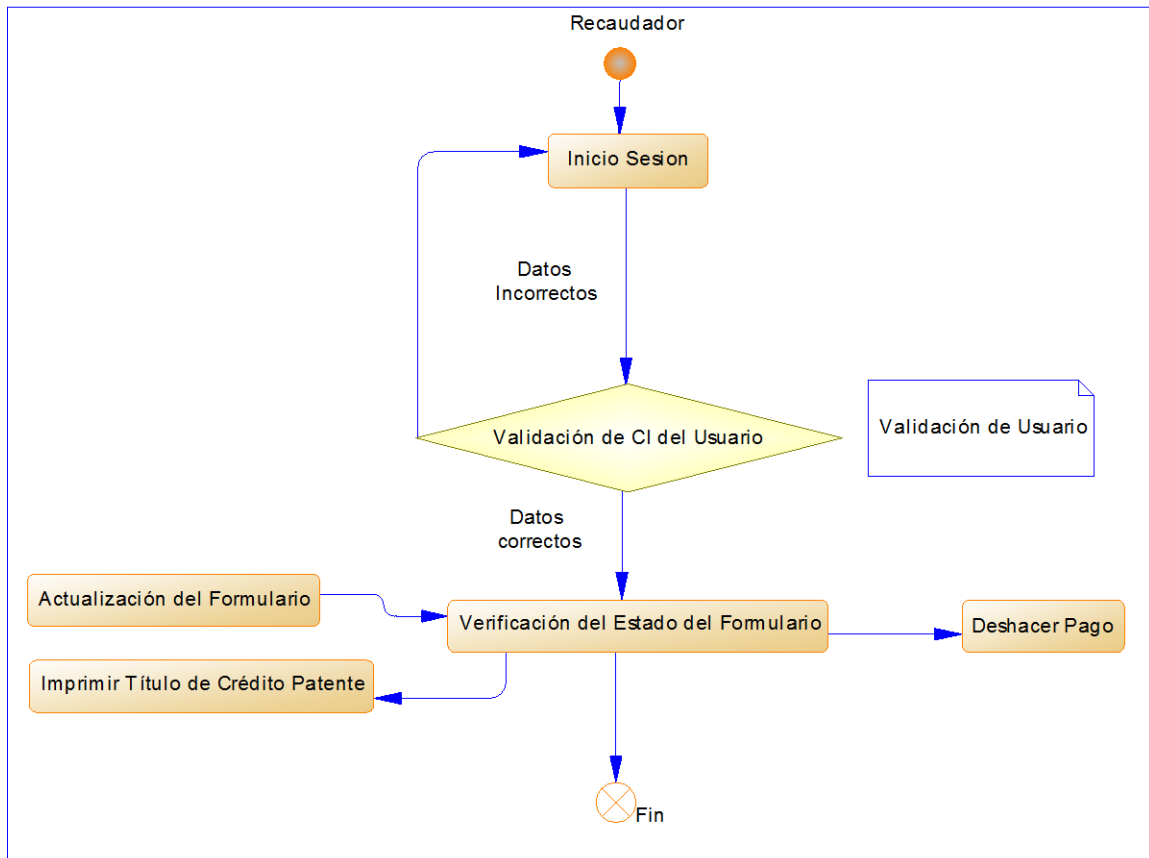 Recaudador
Inicio Sesion
Datos
Incorrectos
Validación de CI del Usuario
Validación de Usuario
Datos
correctos
Actualización del Formulario
Verificación del Estado del Formulario
Deshacer Pago
Imprimir Título de Crédito Patente
Fin